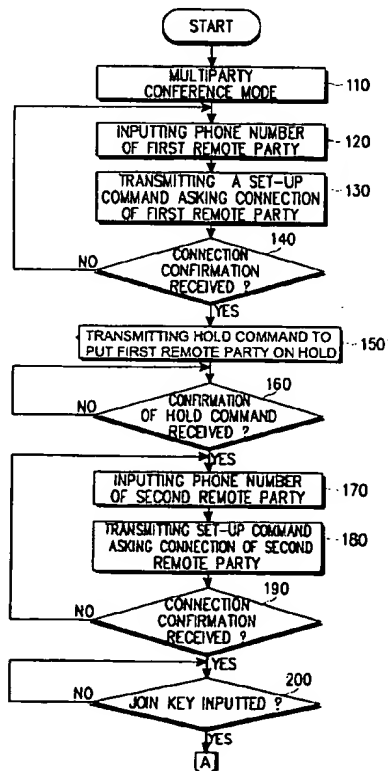 START
MULTIPARTY
CONFERENCE MODE
110
INPUTTING PHONE NUMBER
OF FIRST REMOTE PARTY
120
TRANSMITTING A SET-UP
COMMAND ASKING CONNECTION
OF FIRST REMOTE PARTY
130
140
CONNECTION
CONFIRMATION
RECEIVED ?
NO
YES
TRANSMITTING HOLD COMMAND TO
PUT FIRST REMOTE PARTY ON HOLD
150
160
CONFIRMATION
OF HOLD COMMAND
RECEIVED ?
NO
YES
INPUTTING PHONE NUMBER
OF SECOND REMOTE PARTY
170
TRANSMITTING SET-UP COMMAND
ASKING CONNECTION OF SECOND
REMOTE PARTY
180
190
CONNECTION
CONFIRMATION
RECEIVED ?
NO
YES
200
JOIN KEY INPUTTED ?
NO
YES
A